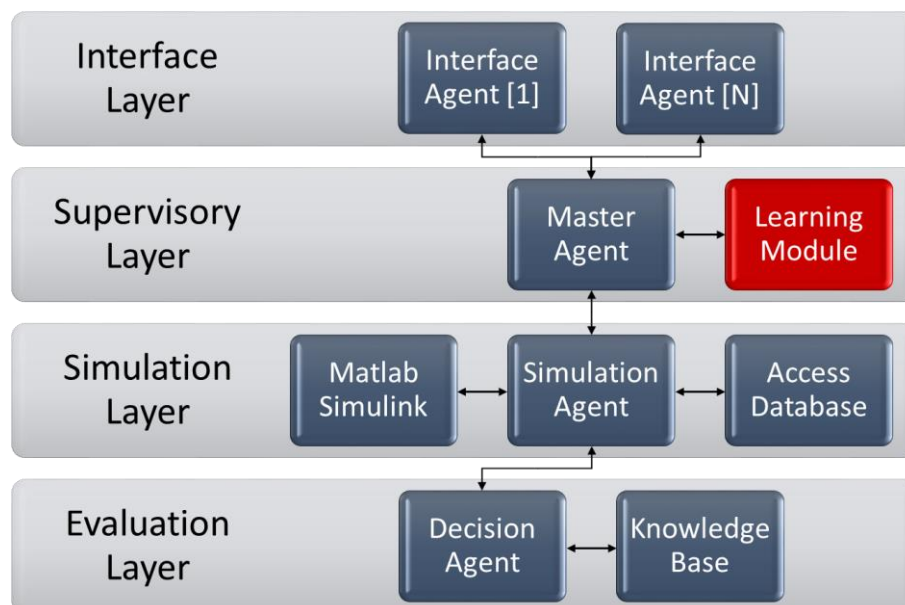 Interface
Layer
Interface
Agent [1]
Interface
Agent [N]
Supervisory
Layer
Master
Agent
Learning
Module
Simulation
Layer
Matlab
Simulink
Simulation
Agent
Access
Database
Evaluation
Layer
Decision
Agent
Knowledge
Base